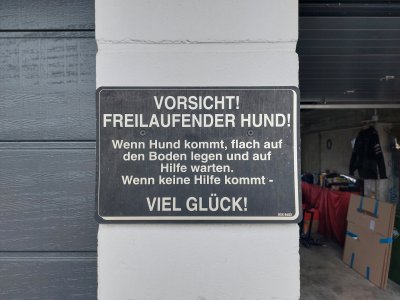 VORSICHT!
FREILAUFENDER HUND!
Wenn Hund kommt, flach auf
den Boden legen und auf
Hilfe warten.
Wenn keine Hilfe kommt -
VIEL GLÜCK!